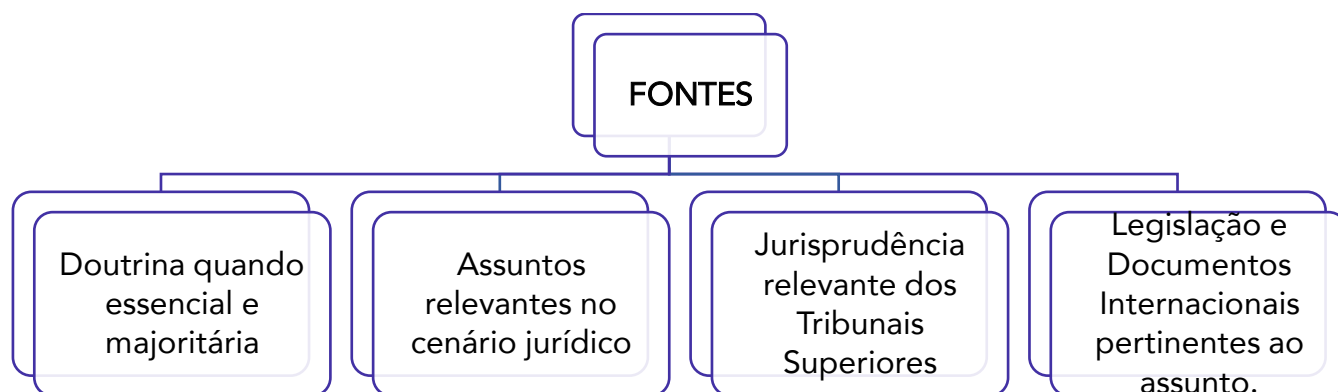 FONTES
Doutrina quando
essencial e
majoritária
Assuntos
relevantes no
cenário jurídico
Jurisprudência
relevante dos
Tribunais
Superiores
Legislação e
Documentos
Internacionais
pertinentes ao
assunto.